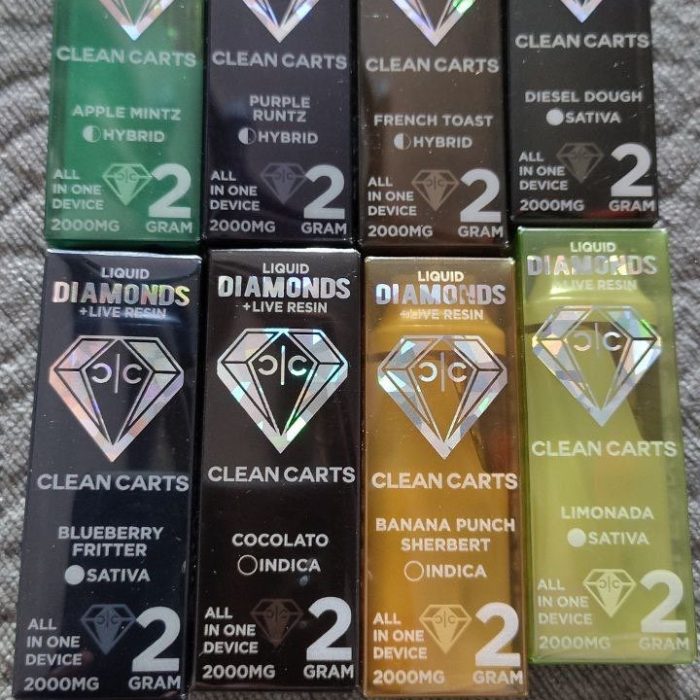 CLEAN CARTS
APPLE MINTZ
HYBRID
ALL
IN ONE
DEVICE
2000MG
2
GRAM
CLEAN CARTS
PURPLE
RUNTZ
HYBRID
ALL
IN ONE
DEVICE
2000MG
2
GRAM
CLEAN CARTS
FRENCH TOAST
HYBRID
ALL
IN ONE
DEVICE
2000MG
2
GRAM
CLEAN CARTS
DIESEL DOUGH
SATIVA
ALL
IN ONE
DEVICE
2000MG
2
GRAM
LIQUID
DIAMONDS
+LIVE RESIN
CLEAN CARTS
BLUEBERRY
FRITTER
SATIVA
ALL
IN ONE
DEVICE
2000MG
2
GRAM
LIQUID
DIAMONDS
+LIVE RESIN
CLEAN CARTS
COCOLATO
INDICA
ALL
IN ONE
DEVICE
2000MG
2
GRAM
LIQUID
DIAMONDS
+LIVE RESIN
CLEAN CARTS
BANANA PUNCH
SHERBERT
INDICA
ALL
IN ONE
DEVICE
2000MG
2
GRAM
LIQUID
DIAMONDS
+LIVE RESIN
CLEAN CARTS
LIMONADA
SATIVA
ALL
IN ONE
DEVICE
2000MG
2
GRAM